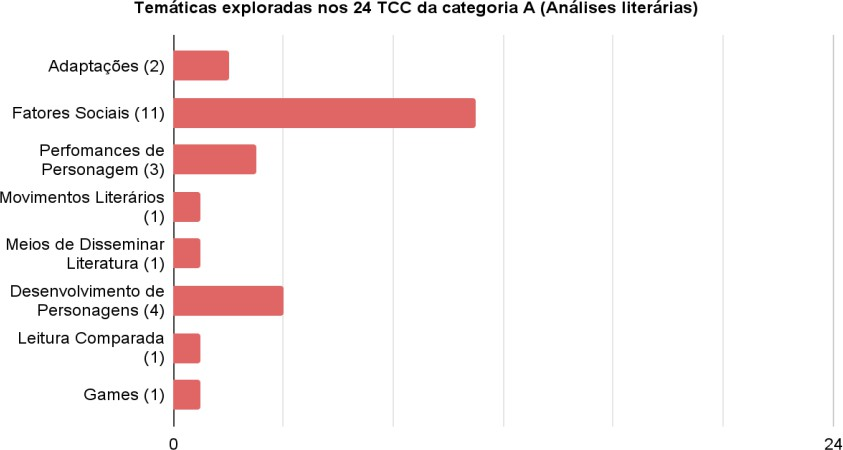 Temáticas exploradas nos 24 TCC da categoria A (Análises literárias)
Adaptações (2)
Fatores Sociais (11)
Perfomances de
Personagem (3)
Movimentos Literários
(1)
Meios de Disseminar
Literatura (1)
Desenvolvimento de
Personagens (4)
Leitura Comparada
(1)
Games (1)
0
24